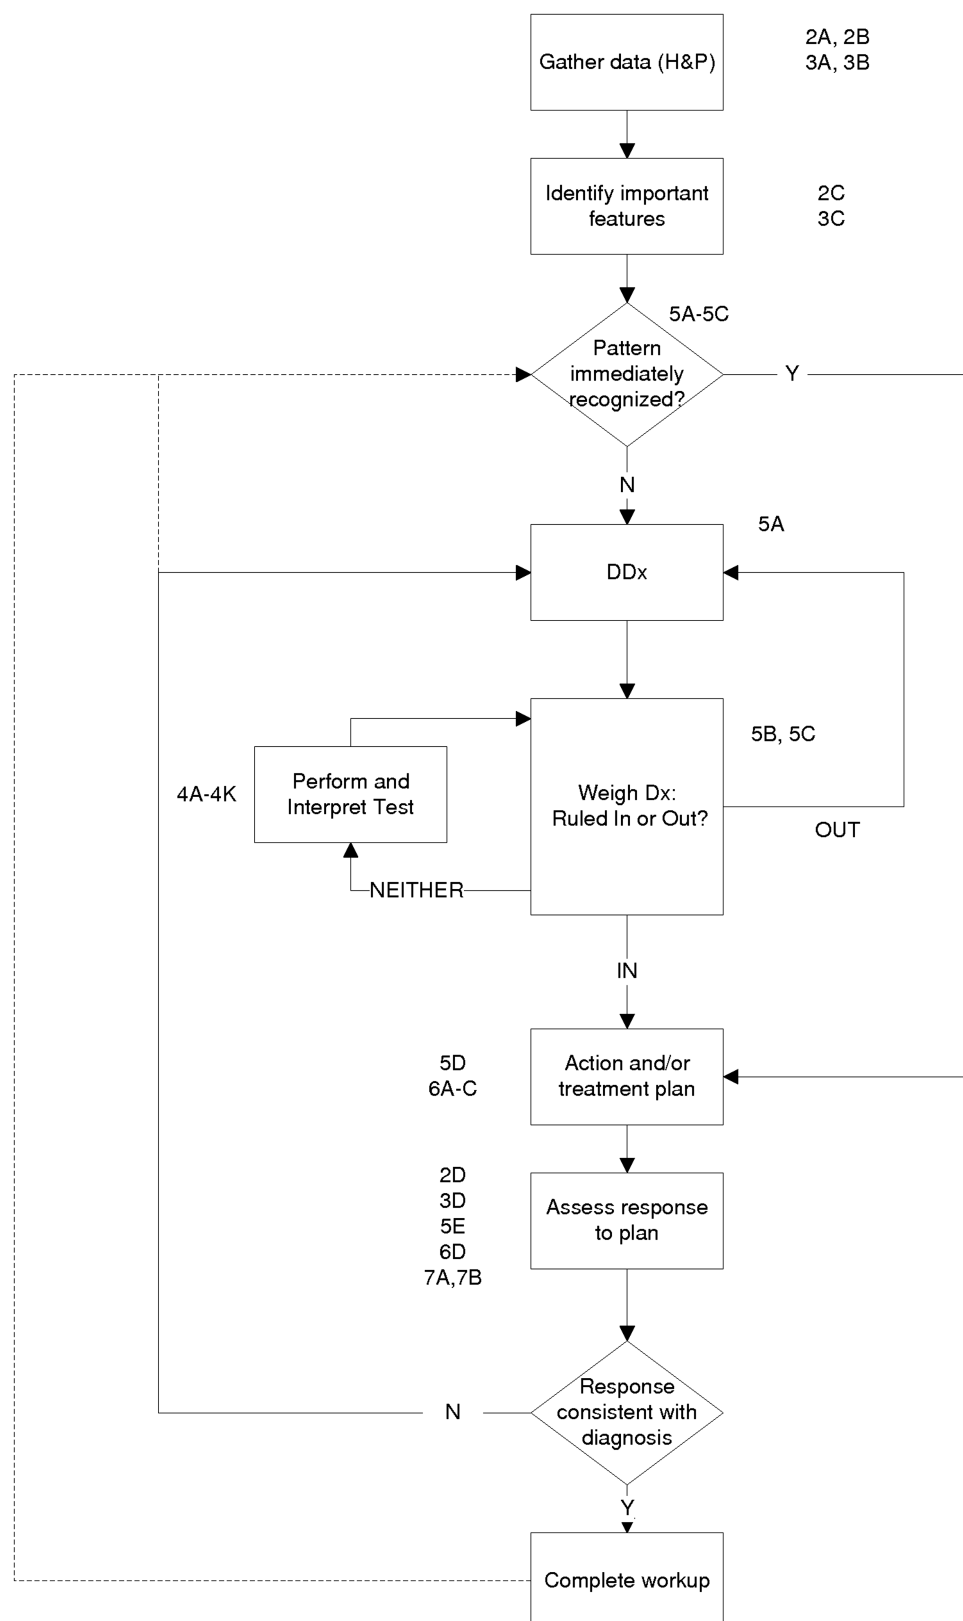 Gather data (H&P)
2A, 2B
3A, 3B
Identify important
features
2C
3C
5A-5C
Pattern
immediately
recognized?
Y
N
5A
DDx
5B, 5C
Perform and
Interpret Test
4A-4K
Weigh Dx:
Ruled In or Out?
OUT
NEITHER
IN
5D
6A-C
Action and/or
treatment plan
2D
3D
5E
6D
7A,7B
Assess response
to plan
Response
consistent with
diagnosis
N
Y
Complete workup